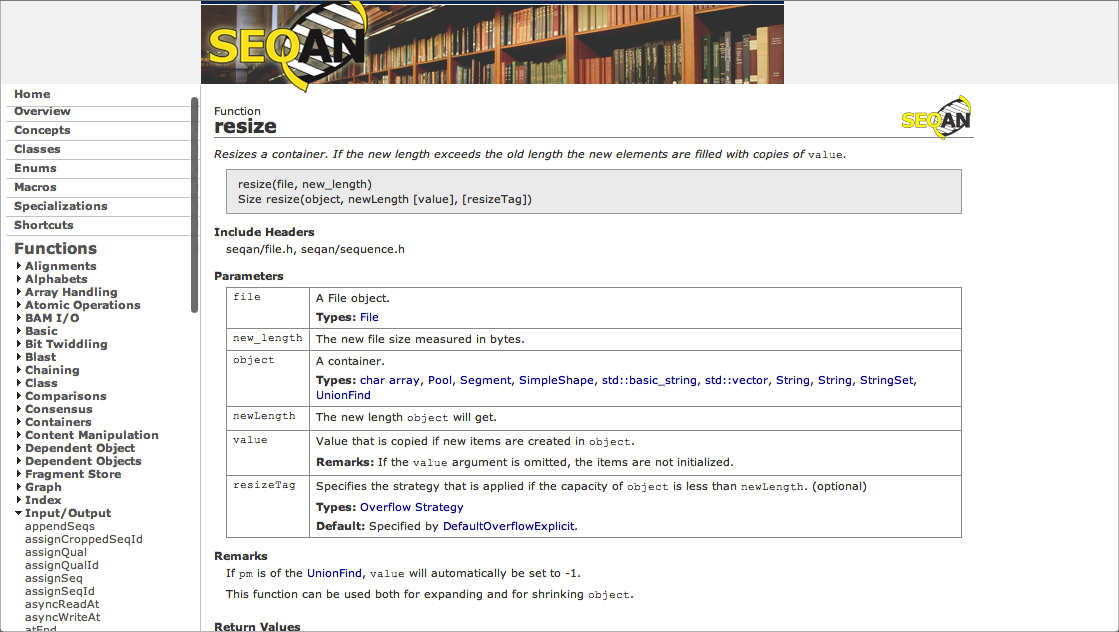 SEQAN
Home
Overview
Concepts
Classes
Enums
Macros
Specializations
Shortcuts
Functions
Alignments
Alphabets
Array Handling
Atomic Operations
BAM I/O
Basic
Bit Twiddling
Blast
Chaining
Class
Comparisons
Consensus
Containers
Content Manipulation
Dependent Object
Dependent Objects
Fragment Store
Graph
Index
Input/Output
appendSeqs
assignCroppedSeqId
assignQual
assignQualId
assignSeq
assignSeqId
asyncReadAt
asyncWriteAt
atEnd
Function
resize
SEQAN
Resizes a container. If the new length exceeds the old length the new elements are filled with copies of value.
resize(file, new_length)
Size resize(object, newLength [value], [resizeTag])
Include Headers
seqan/file.h, seqan/sequence.h
Parameters
file A File object.
Types: File
new_length The new file size measured in bytes.
object A container.
Types: char array, Pool, Segment, SimpleShape, std::basic_string, std::vector, String, String, StringSet,
UnionFind
newLength The new length object will get.
value Value that is copied if new items are created in object.
Remarks: If the value argument is omitted, the items are not initialized.
resizeTag Specifies the strategy that is applied if the capacity of object is less than newLength. (optional)
Types: Overflow Strategy
Default: Specified by DefaultOverflowExplicit.
Remarks
If pm is of the UnionFind, value will automatically be set to -1.
This function can be used both for expanding and for shrinking object.
Return Values